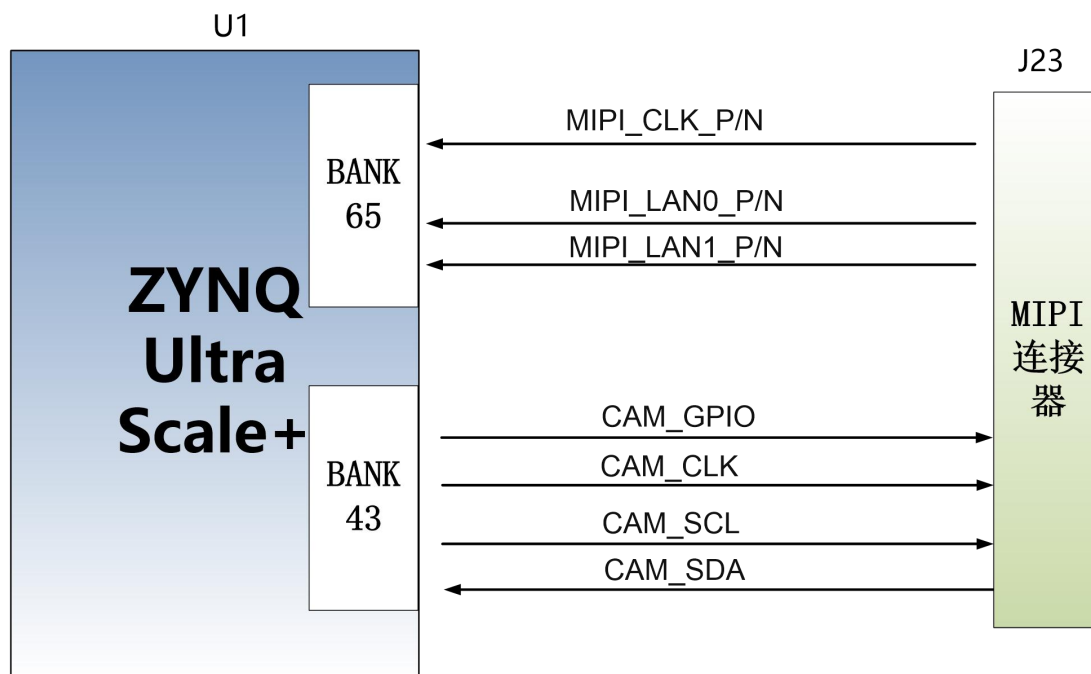 U1
J23
BANK
65
ZYNQ
Ultra
Scale+
BANK
43
MIPI_CLK_P/N
MIPI_LAN0_P/N
MIPI_LAN1_P/N
CAM_GPIO
CAM_CLK
CAM_SCL
CAM_SDA
MIPI
连接
器